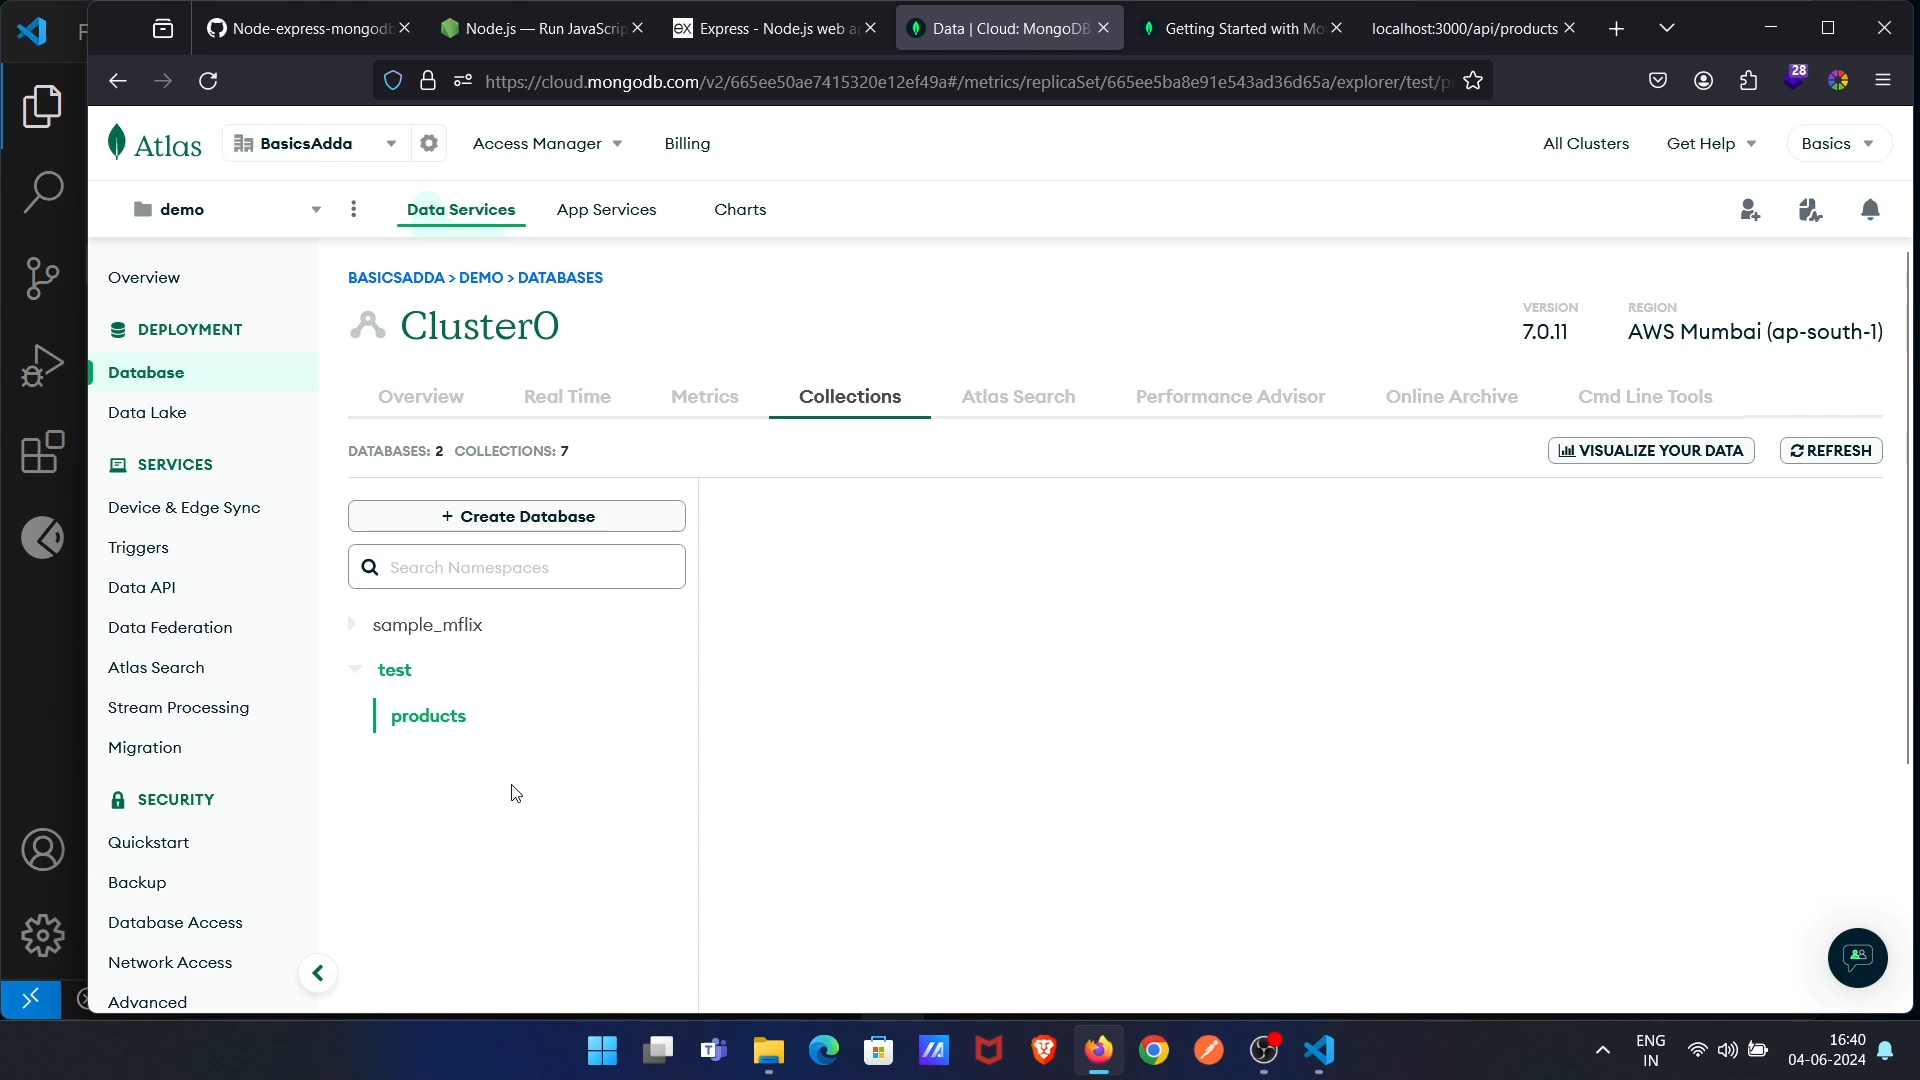 Node-express-mongodb
Node.js — Run JavaScrip
Express - Node.js web a
Data | Cloud: MongoDB
Getting Started with Mo
localhost:3000/api/products
https://cloud.mongodb.com/v2/665ee50ae7415320e12ef49a#/metrics/replicaSet/665ee5ba8e91e543ad36d65a/explorer/test/p
28
Atlas
BasicsAdda
Access Manager
Billing
All Clusters
Get Help
Basics
demo
Data Services
App Services
Charts
Overview
DEPLOYMENT
Database
Data Lake
SERVICES
Device & Edge Sync
Triggers
Data API
Data Federation
Atlas Search
Stream Processing
Migration
SECURITY
Quickstart
Backup
Database Access
Network Access
Advanced
BASICSADDA > DEMO > DATABASES
Cluster0
VERSION
7.0.11
REGION
AWS Mumbai (ap-south-1)
Overview
Real Time
Metrics
Collections
Atlas Search
Performance Advisor
Online Archive
Cmd Line Tools
DATABASES: 2 COLLECTIONS: 7
VISUALIZE YOUR DATA
REFRESH
+ Create Database
Search Namespaces
sample_mflix
test
products
ENG
IN
16:40
04-06-2024